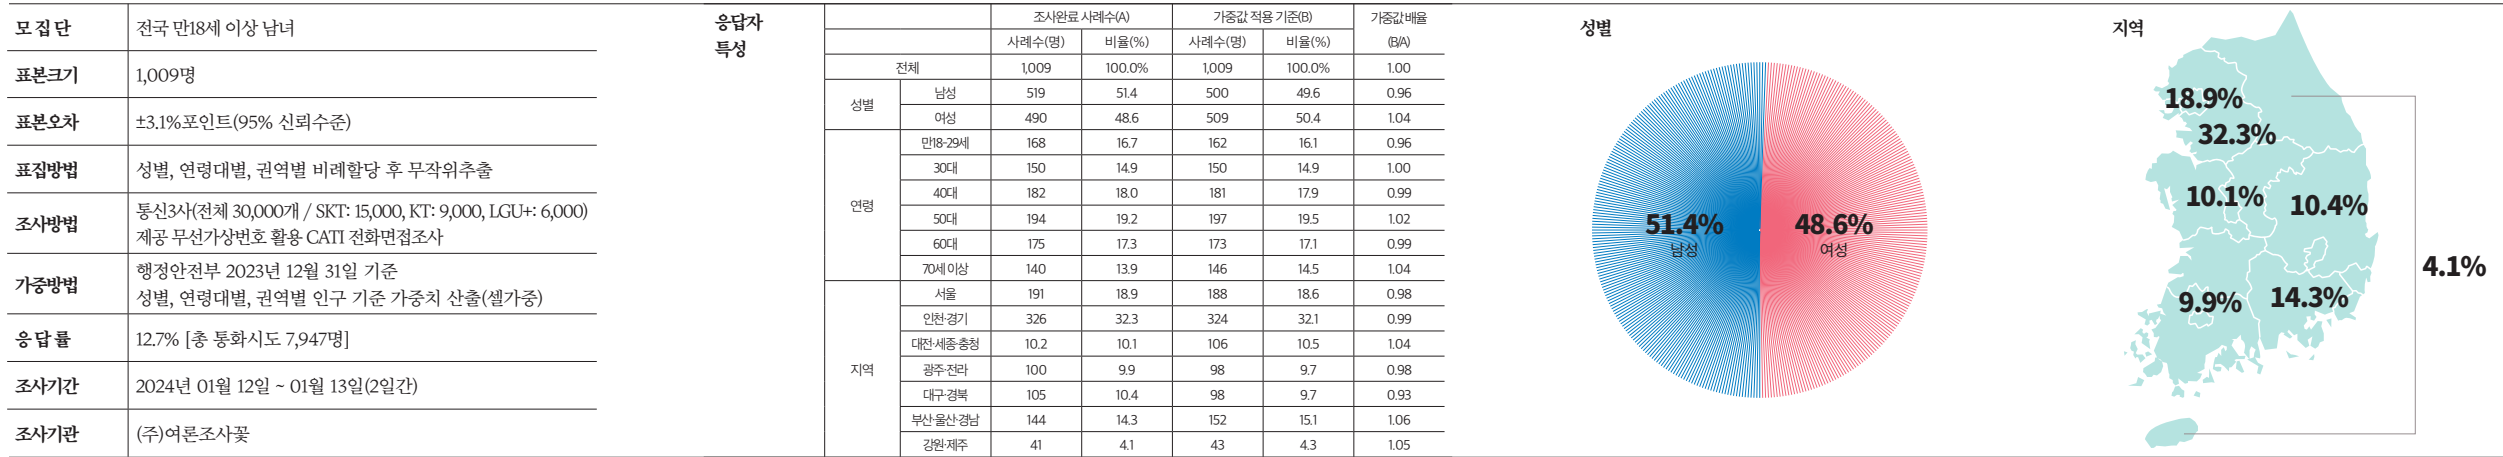 모집단 전국 만18세 이상 남녀
표본크기 1,009명
표본오차 ±3.1%포인트(95% 신뢰수준)
표집방법 성별, 연령대별, 권역별 비례할당 후 무작위추출
조사방법 통신3사(전체 30,000개 / SKT: 15,000, KT: 9,000, LGU+: 6,000)
제공 무선가상번호 활용 CATI 전화면접조사
가중방법 행정안전부 2023년 12월 31일 기준
성별, 연령대별, 권역별 인구 기준 가중치 산출(셀가중)
응답률 12.7% [총 통화시도 7,947명]
조사기간 2024년 01월 12일 ~ 01월 13일(2일간)
조사기관 (주)여론조사꽃
응답자
특성
조사완료 사례수(A) 가중값 적용 기준(B) 가중값 배율
사례수(명) 비율(%) 사례수(명) 비율(%) (B/A)
전체 1,009 100.0% 1,009 100.0% 1.00
성별 남성 519 51.4 500 49.6 0.96
여성 490 48.6 509 50.4 1.04
연령 만18-29세 168 16.7 162 16.1 0.96
30대 150 14.9 150 14.9 1.00
40대 182 18.0 181 17.9 0.99
50대 194 19.2 197 19.5 1.02
60대 175 17.3 173 17.1 0.99
70세 이상 140 13.9 146 14.5 1.04
지역 서울 191 18.9 188 18.6 0.98
인천·경기 326 32.3 324 32.1 0.99
대전·세종·충청 10.2 10.1 106 10.5 1.04
광주·전라 100 9.9 98 9.7 0.98
대구·경북 105 10.4 98 9.7 0.93
부산·울산·경남 144 14.3 152 15.1 1.06
강원·제주 41 4.1 43 4.3 1.05
성별
51.4% 48.6%
남성 여성
지역
18.9%
32.3%
10.1% 10.4%
4.1%
9.9% 14.3%